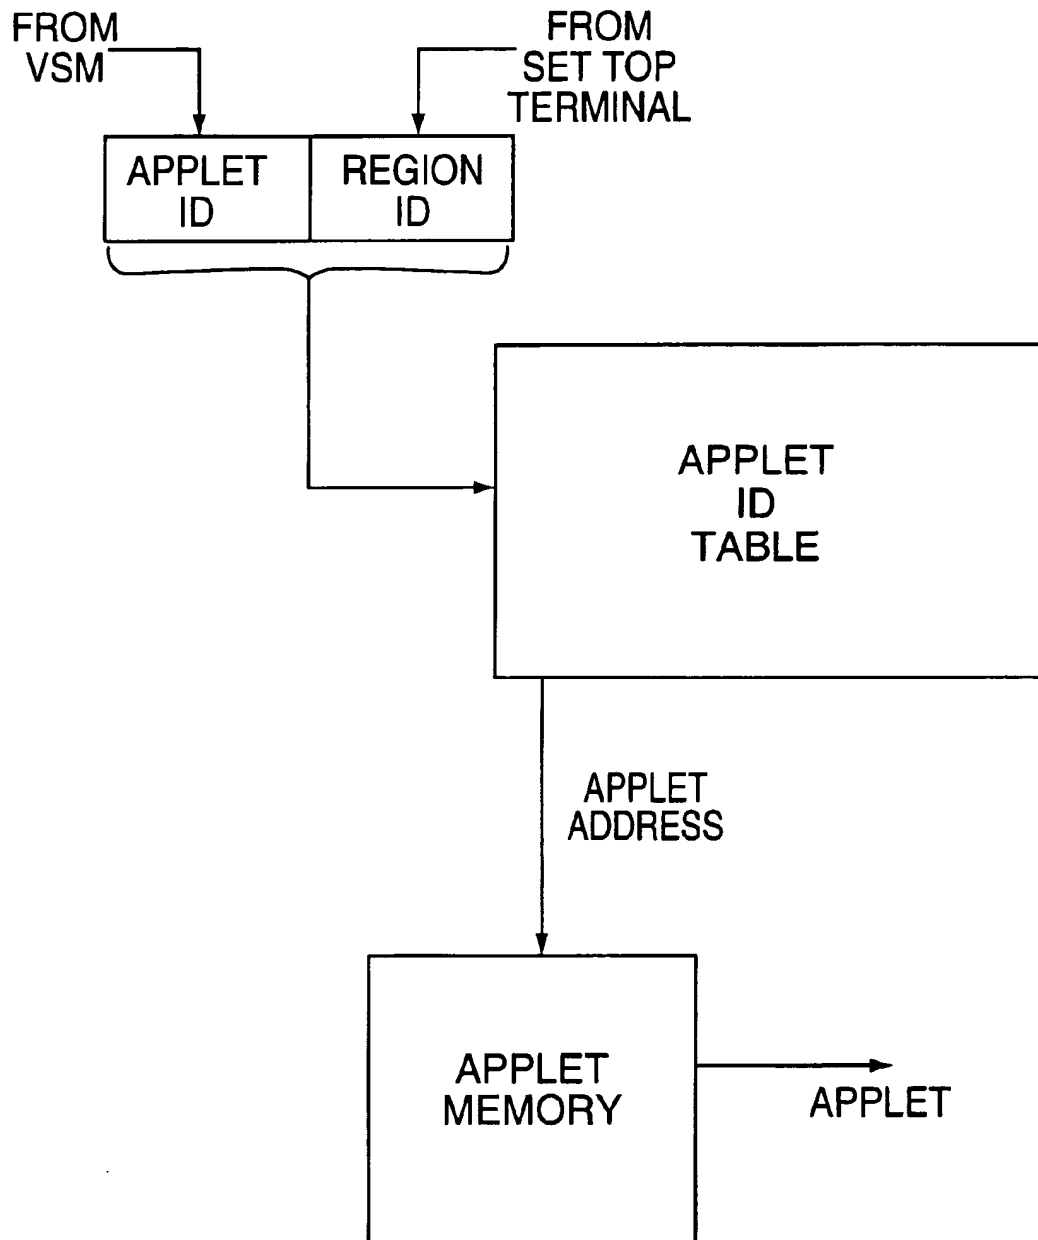 FROM
VSM
FROM
SET TOP
TERMINAL
APPLET
ID
REGION
ID
APPLET
ID
TABLE
APPLET
ADDRESS
APPLET
MEMORY
APPLET